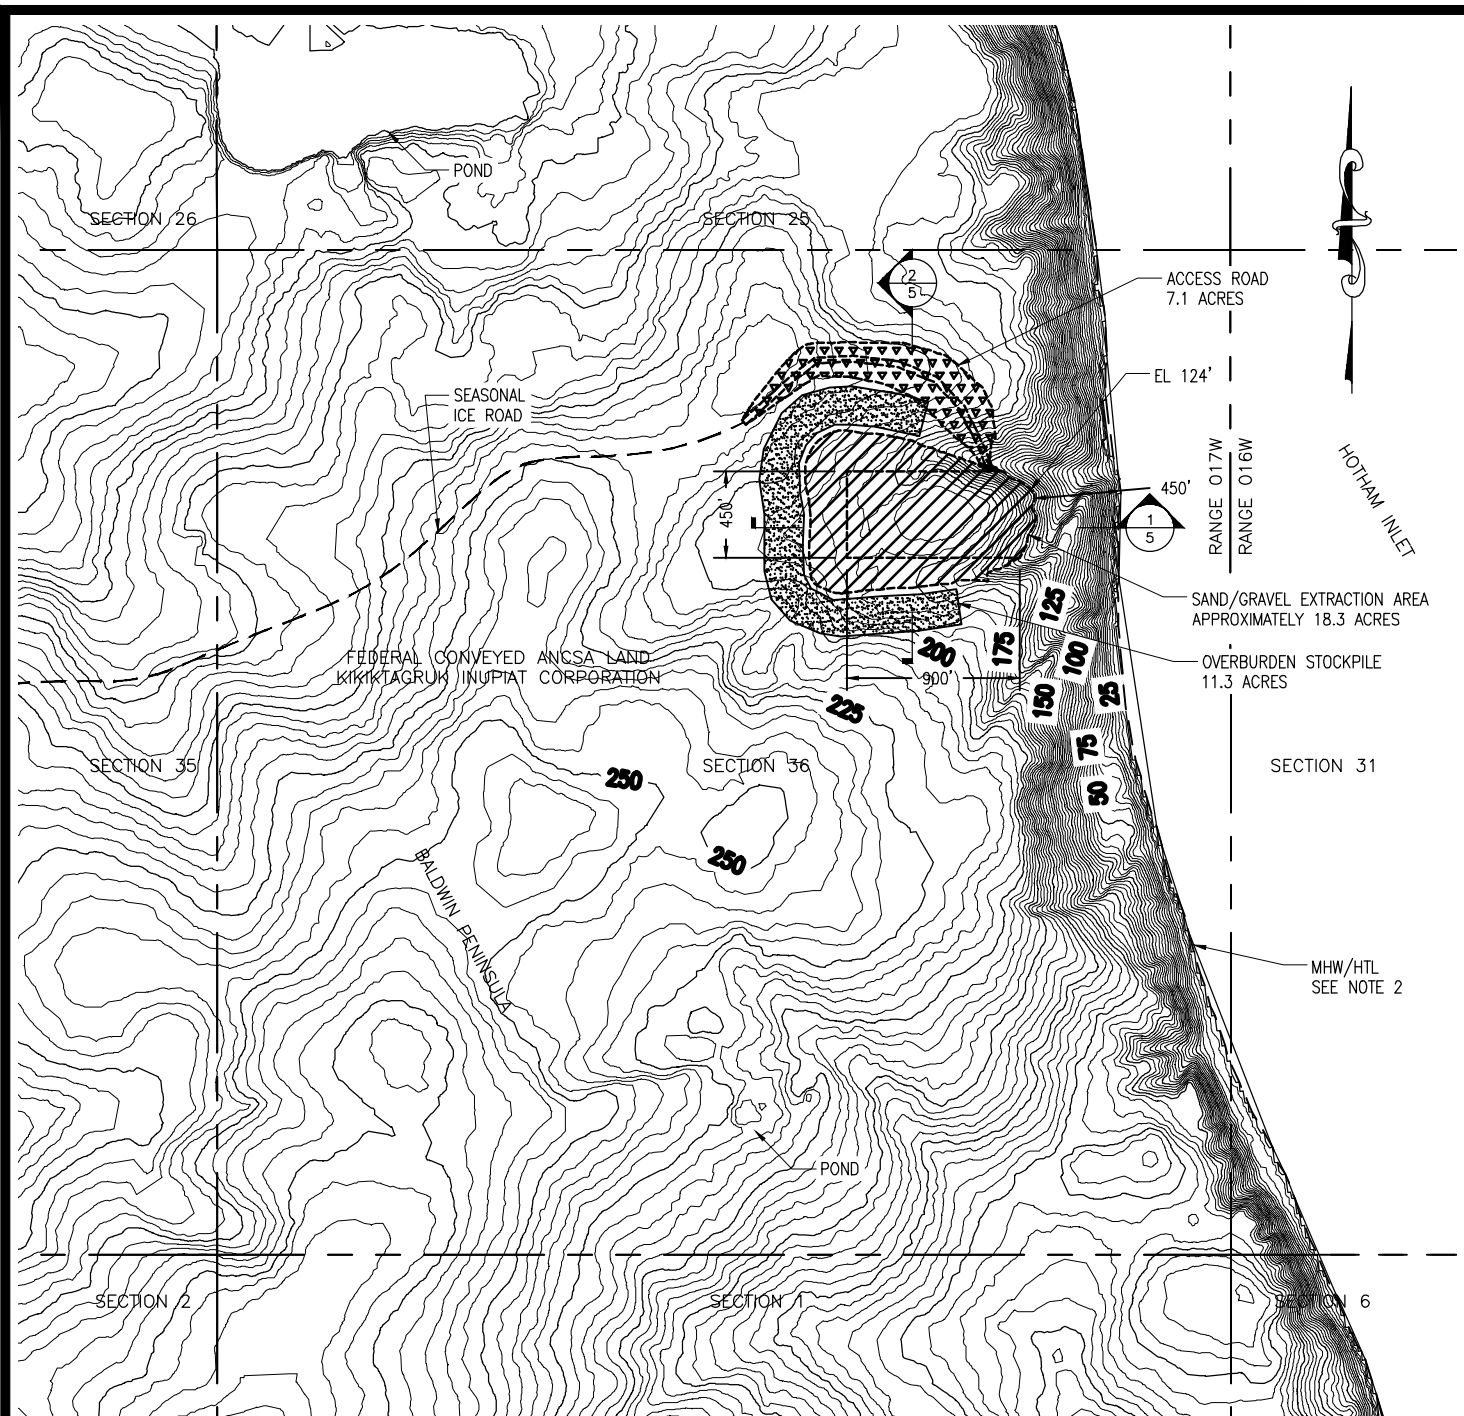 POND
SECTION 26
SECTION 25
ACCESS ROAD
7.1 ACRES
2
5
EL 124'
SEASONAL
ICE ROAD
450'
450'
1
5
RANGE 017W
RANGE 016W
HOTHAM INLET
SAND/GRAVEL EXTRACTION AREA
APPROXIMATELY 18.3 ACRES
OVERBURDEN STOCKPILE
11.3 ACRES
FEDERAL CONVEYED ANCSA LAND
KIKIKTAGRUK INUPIAT CORPORATION
900'
200
175
125
100
150
25
225
75
50
SECTION 35
250
SECTION 36
SECTION 31
250
BALDWIN PENINSULA
MHW/HTL
SEE NOTE 2
POND
SECTION 2
SECTION 1
SECTION 6